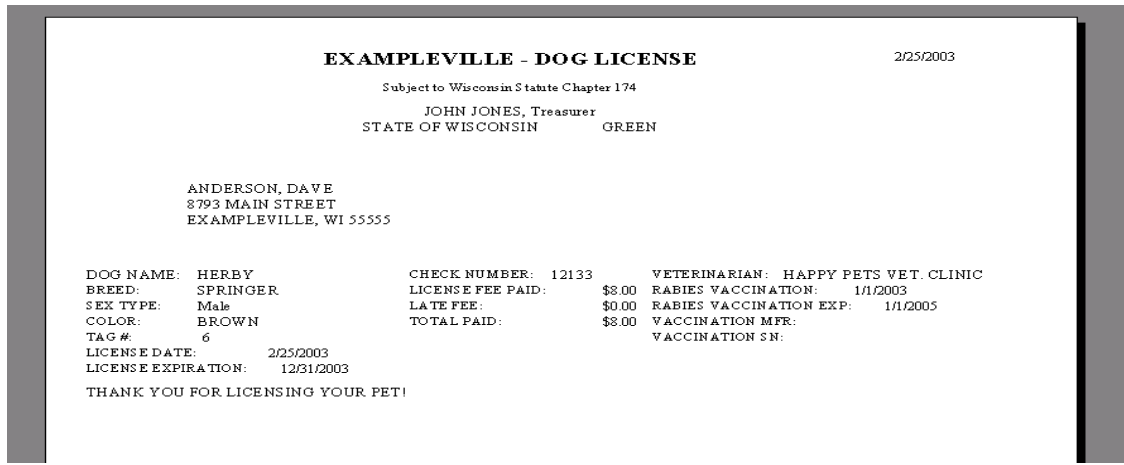 EXAMPLEVILLE - DOG LICENSE 2/25/2003
Subject to Wisconsin Statute Chapter 174
JOHN JONES, Treasurer
STATE OF WISCONSIN GREEN
ANDERSON, DAVE
8793 MAIN STREET
EXAMPLEVILLE, WI 55555
DOG NAME: HERBY CHECK NUMBER: 12133 VETERINARIAN: HAPPY PETS VET. CLINIC
BREED: SPRINGER LICENSE FEE PAID: $8.00 RABIES VACCINATION: 1/1/2003
SEX TYPE: Male LATE FEE: $0.00 RABIES VACCINATION EXP: 1/1/2005
COLOR: BROWN TOTAL PAID: $8.00 VACCINATION MFR:
TAG #: 6 VACCINATION SN:
LICENSE DATE: 2/25/2003
LICENSE EXPIRATION: 12/31/2003
THANK YOU FOR LICENSING YOUR PET!